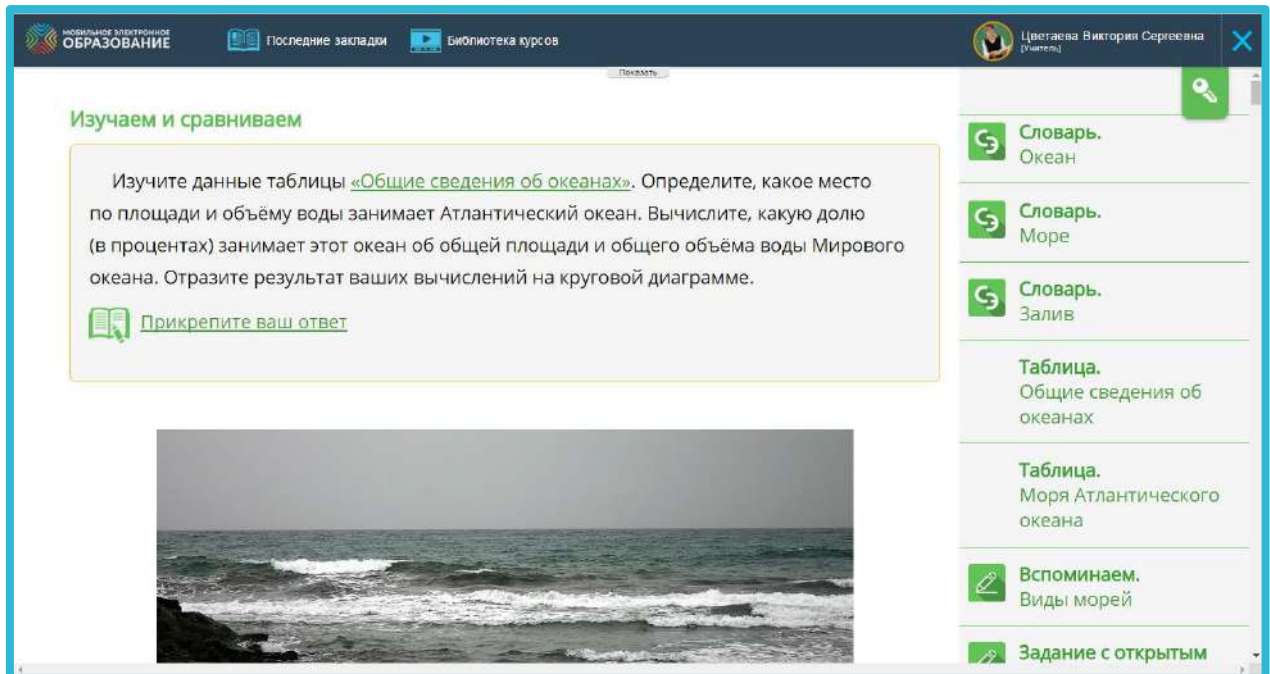 МОБИЛЬНОЕ ЭЛЕКТРОННОЕ
ОБРАЗОВАНИЕ
Последние закладки
Библиотека курсов
Цветаева Виктория Сергеевна
[Учитель]
Показать
Изучаем и сравниваем
Изучите данные таблицы «Общие сведения об океанах». Определите, какое место
по площади и объёму воды занимает Атлантический океан. Вычислите, какую долю
(в процентах) занимает этот океан об общей площади и общего объёма воды Мирового
океана. Отразите результат ваших вычислений на круговой диаграмме.
Прикрепите ваш ответ
Словарь.
Океан
Словарь.
Море
Словарь.
Залив
Таблица.
Общие сведения об
океанах
Таблица.
Моря Атлантического
океана
Вспоминаем.
Виды морей
Задание с открытым